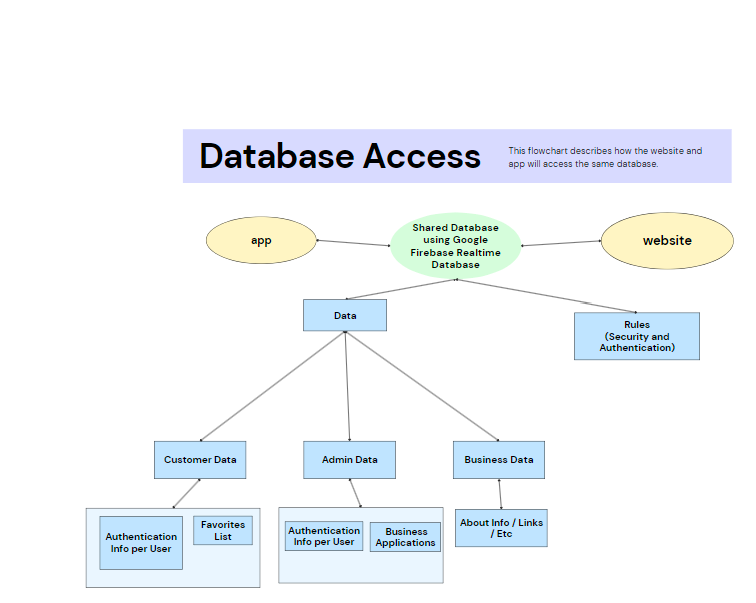 Database Access
This flowchart describes how the website and
app will access the same database.
app
Shared Database
using Google
Firebase Realtime
Database
website
Data
Rules
(Security and
Authentication)
Customer Data
Admin Data
Business Data
Authentication
Info per User
Favorites
List
Authentication
Info per User
Business
Applications
About Info / Links
/ Etc